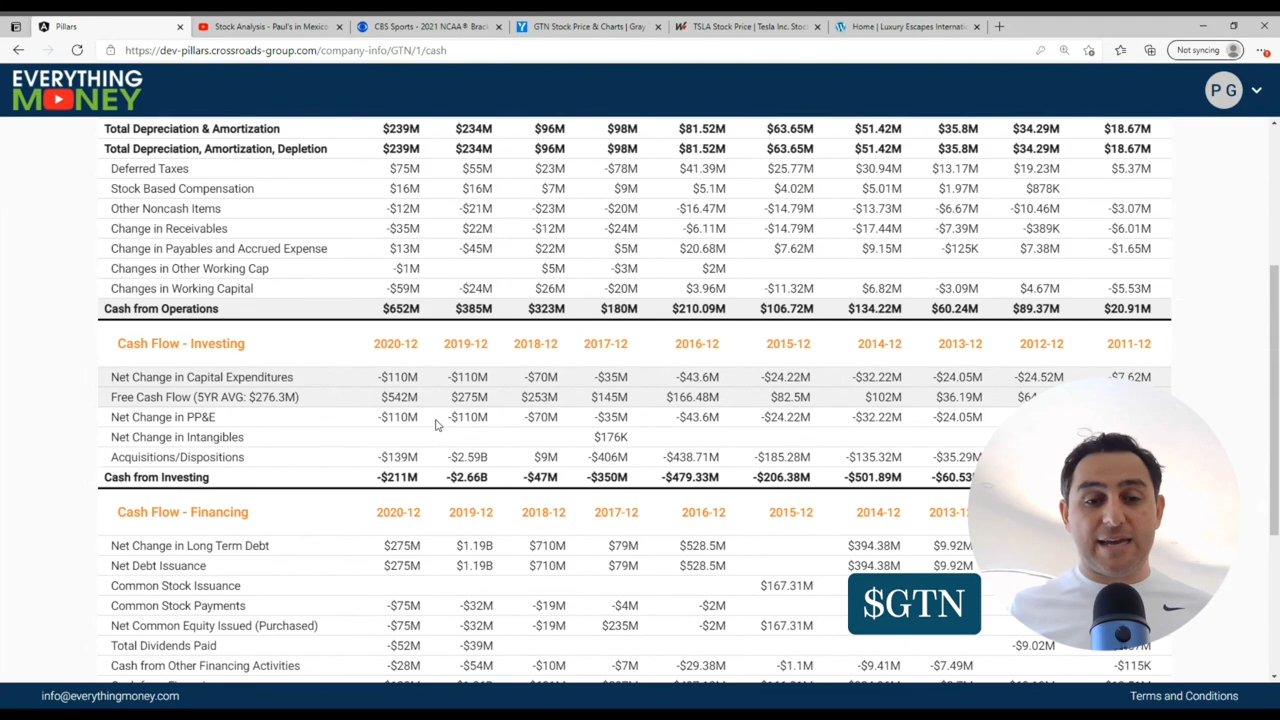 Pillars
Stock Analysis - Paul's in Mexico
CBS Sports - 2021 NCAA® Brack
GTN Stock Price & Charts | Gray
TSLA Stock Price | Tesla Inc. Stoc
Home | Luxury Escapes Internatio
https://dev-pillars.crossroads-group.com/company-info/GTN/1/cash
Not syncing
EVERYTHING
MONEY
P G
Total Depreciation & Amortization $239M $234M $96M $98M $81.52M $63.65M $51.42M $35.8M $34.29M $18.67M
Total Depreciation, Amortization, Depletion $239M $234M $96M $98M $81.52M $63.65M $51.42M $35.8M $34.29M $18.67M
Deferred Taxes $75M $55M $23M -$78M $41.39M $25.77M $30.94M $13.17M $19.23M $5.37M
Stock Based Compensation $16M $16M $7M $9M $5.1M $4.02M $5.01M $1.97M $878K
Other Noncash Items -$12M -$21M -$23M -$20M -$16.47M -$14.79M -$13.73M -$6.67M -$10.46M -$3.07M
Change in Receivables -$35M $22M -$12M -$24M -$6.11M -$14.79M -$17.44M -$7.39M -$389K -$6.01M
Change in Payables and Accrued Expense $13M -$45M $22M $5M $20.68M $7.62M $9.15M -$125K $7.38M -$1.65M
Changes in Other Working Cap -$1M $5M -$3M $2M
Changes in Working Capital -$59M -$24M $26M -$20M $3.96M -$11.32M $6.82M -$3.09M $4.67M -$5.53M
Cash from Operations $652M $385M $323M $180M $210.09M $106.72M $134.22M $60.24M $89.37M $20.91M
Cash Flow - Investing 2020-12 2019-12 2018-12 2017-12 2016-12 2015-12 2014-12 2013-12 2012-12 2011-12
Net Change in Capital Expenditures -$110M -$110M -$70M -$35M -$43.6M -$24.22M -$32.22M -$24.05M -$24.52M -$7.62M
Free Cash Flow (5YR AVG: $276.3M) $542M $275M $253M $145M $166.48M $82.5M $102M $36.19M
Net Change in PP&E -$110M -$110M -$70M -$35M -$43.6M -$24.22M -$32.22M -$24.05M
Net Change in Intangibles $176K
Acquisitions/Dispositions -$139M -$2.59B $9M -$406M -$438.71M -$185.28M -$135.32M -$35.29M
Cash from Investing -$211M -$2.66B -$47M -$350M -$479.33M -$206.38M -$501.89M -$60.53
Cash Flow - Financing 2020-12 2019-12 2018-12 2017-12 2016-12 2015-12 2014-12 2013-12
Net Change in Long Term Debt $275M $1.19B $710M $79M $528.5M $394.38M $9.92M
Net Debt Issuance $275M $1.19B $710M $79M $528.5M $394.38M $9.92M
Common Stock Issuance $167.31M
Common Stock Payments -$75M -$32M -$19M -$4M -$2M
Net Common Equity Issued (Purchased) -$75M -$32M -$19M $235M -$2M $167.31M
Total Dividends Paid -$52M -$39M -$9.02M
Cash from Other Financing Activities -$28M -$54M -$10M -$7M -$29.38M -$1.1M -$9.41M -$7.49M -$115K
$GTN
info@everythingmoney.com
Terms and Conditions